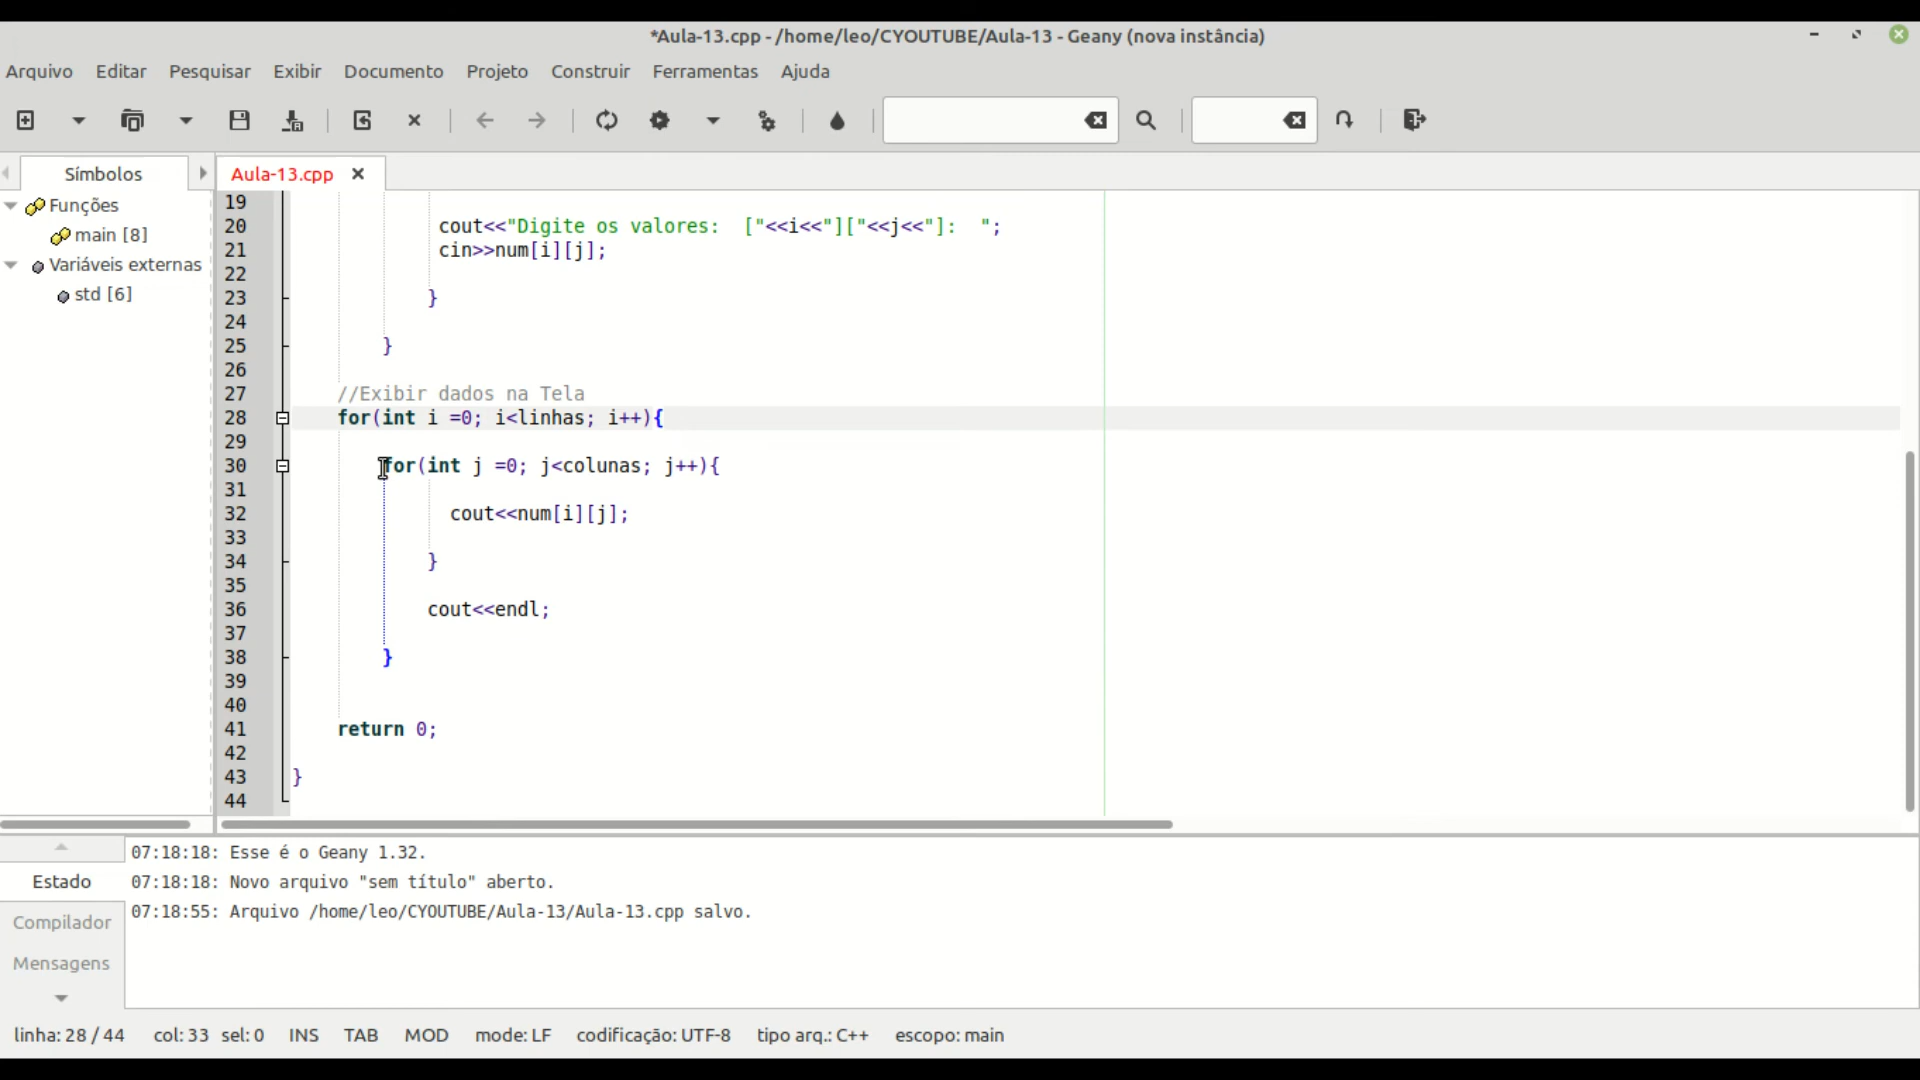 *Aula-13.cpp - /home/leo/CYOUTUBE/Aula-13 - Geany (nova instância)
Arquivo Editar Pesquisar Exibir Documento Projeto Construir Ferramentas Ajuda
Símbolos
Aula-13.cpp
Funções
main [8]
Variáveis externas
std [6]
19
20 cout<<"Digite os valores:  ["<<i<<"]["<<j<<"]:  ";
21 cin>>num[i][j];
22
23 }
24
25 }
26
27 //Exibir dados na Tela
28 for(int i =0; i<linhas; i++){
29
30 for(int j =0; j<colunas; j++){
31
32 cout<<num[i][j];
33
34 }
35
36 cout<<endl;
37
38 }
39
40
41 return 0;
42
43 }
44
Estado
Compilador
Mensagens
07:18:18: Esse é o Geany 1.32.
07:18:18: Novo arquivo "sem título" aberto.
07:18:55: Arquivo /home/leo/CYOUTUBE/Aula-13/Aula-13.cpp salvo.
linha: 28 / 44 col: 33 sel: 0 INS TAB MOD mode: LF codificação: UTF-8 tipo arq.: C++ escopo: main